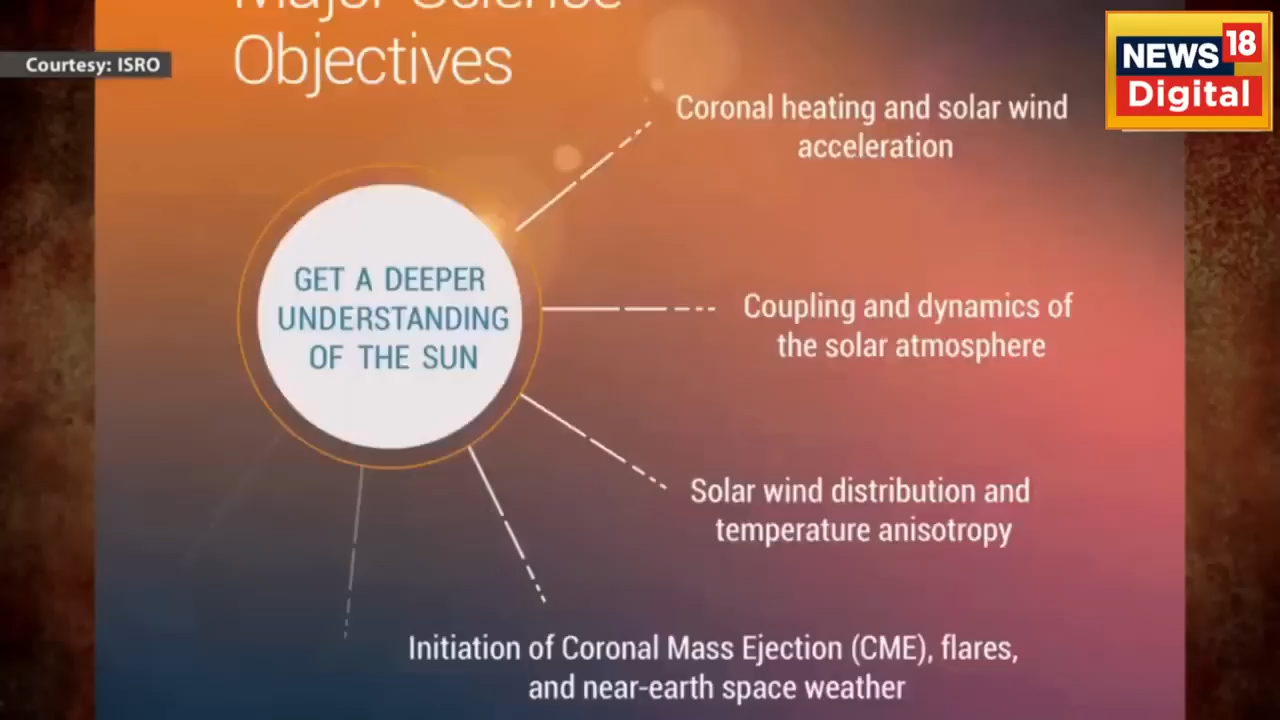 Major Science
Objectives
Courtesy: ISRO
NEWS 18
Digital
Coronal heating and solar wind
acceleration
GET A DEEPER
UNDERSTANDING
OF THE SUN
Coupling and dynamics of
the solar atmosphere
Solar wind distribution and
temperature anisotropy
Initiation of Coronal Mass Ejection (CME), flares,
and near-earth space weather